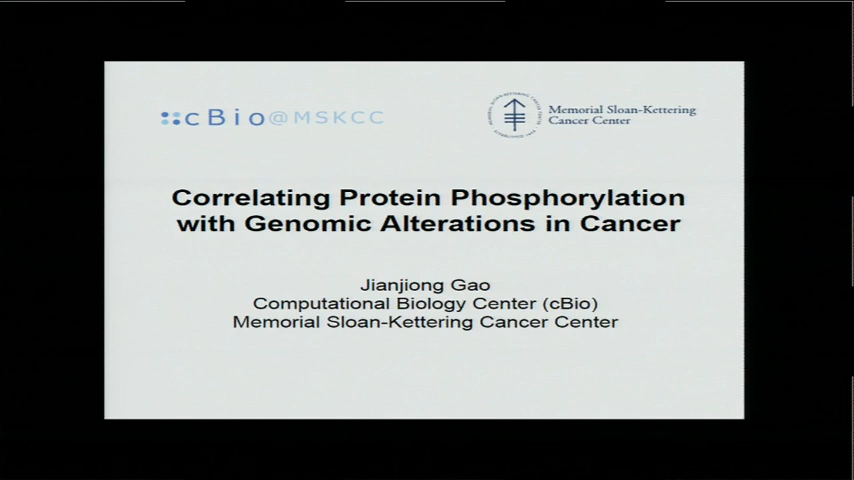 cBio@MSKCC
Memorial Sloan-Kettering
Cancer Center
Correlating Protein Phosphorylation
with Genomic Alterations in Cancer
Jianjiong Gao
Computational Biology Center (cBio)
Memorial Sloan-Kettering Cancer Center